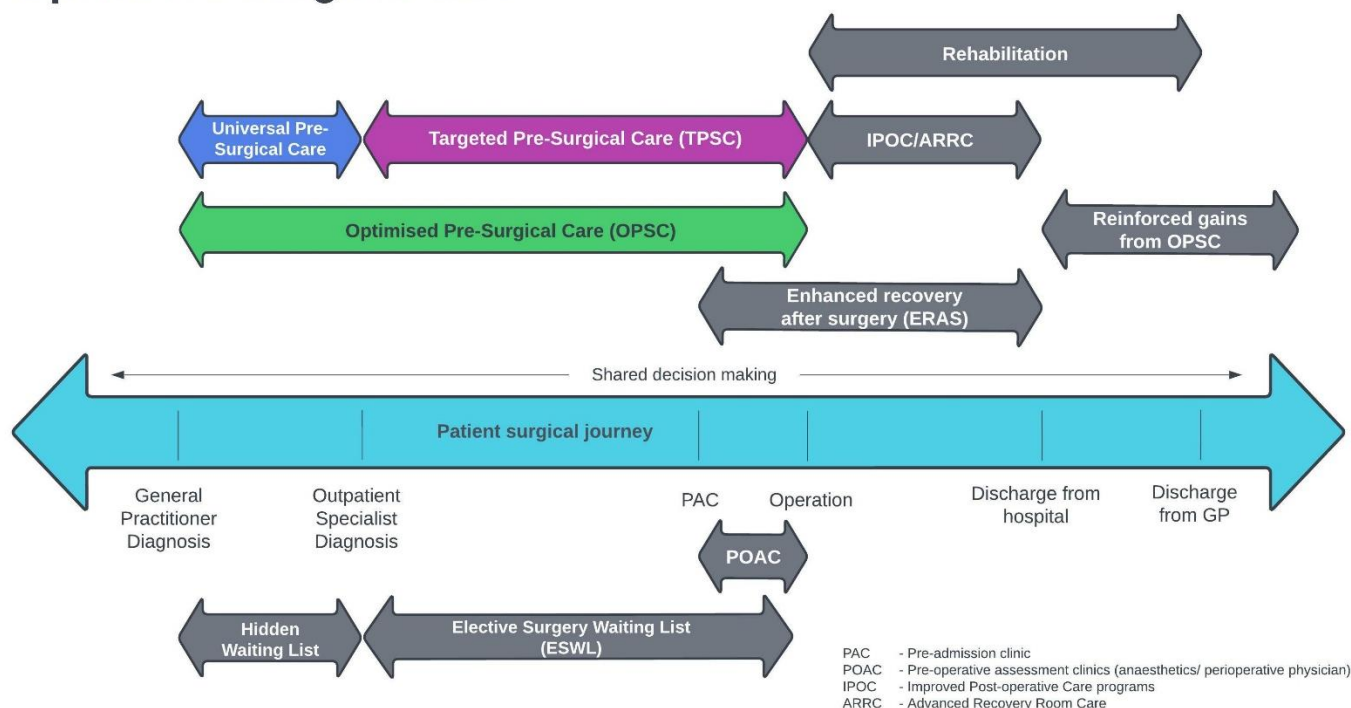 Rehabilitation
Universal Pre-
Surgical Care
Targeted Pre-Surgical Care (TPSC)
IPOC/ARRC
Optimised Pre-Surgical Care (OPSC)
Reinforced gains
from OPSC
Enhanced recovery
after surgery (ERAS)
Shared decision making
Patient surgical journey
General
Practitioner
Diagnosis
Outpatient
Specialist
Diagnosis
PAC
Operation
Discharge from
hospital
Discharge
from GP
POAC
Hidden
Waiting List
Elective Surgery Waiting List
(ESWL)
PAC - Pre-admission clinic
POAC - Pre-operative assessment clinics (anaesthetics/ perioperative physician)
IPOC - Improved Post-operative Care programs
ARRC - Advanced Recovery Room Care